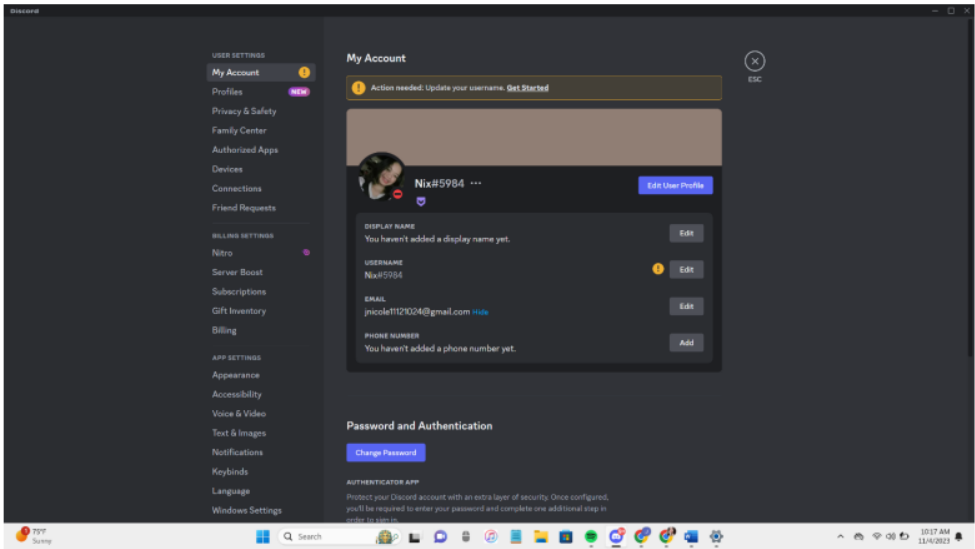 Discord
USER SETTINGS
My Account
Profiles NEW
Privacy & Safety
Family Center
Authorized Apps
Devices
Connections
Friend Requests
BILLING SETTINGS
Nitro
Server Boost
Subscriptions
Gift Inventory
Billing
APP SETTINGS
Appearance
Accessibility
Voice & Video
Text & Images
Notifications
Keybinds
Language
Windows Settings
My Account
ESC
Action needed: Update your username. Get Started
Nix#5984 ...
Edit User Profile
DISPLAY NAME
You haven't added a display name yet.
Edit
USERNAME
Nix#5984
Edit
EMAIL
jnicole11121024@gmail.com Hide
Edit
PHONE NUMBER
You haven't added a phone number yet.
Add
Password and Authentication
Change Password
AUTHENTICATOR APP
Protect your Discord account with an extra layer of security. Once configured,
you'll be required to enter your password and complete one additional step in
order to sign in.
75°F
Sunny
Search
10:17 AM
11/4/2023